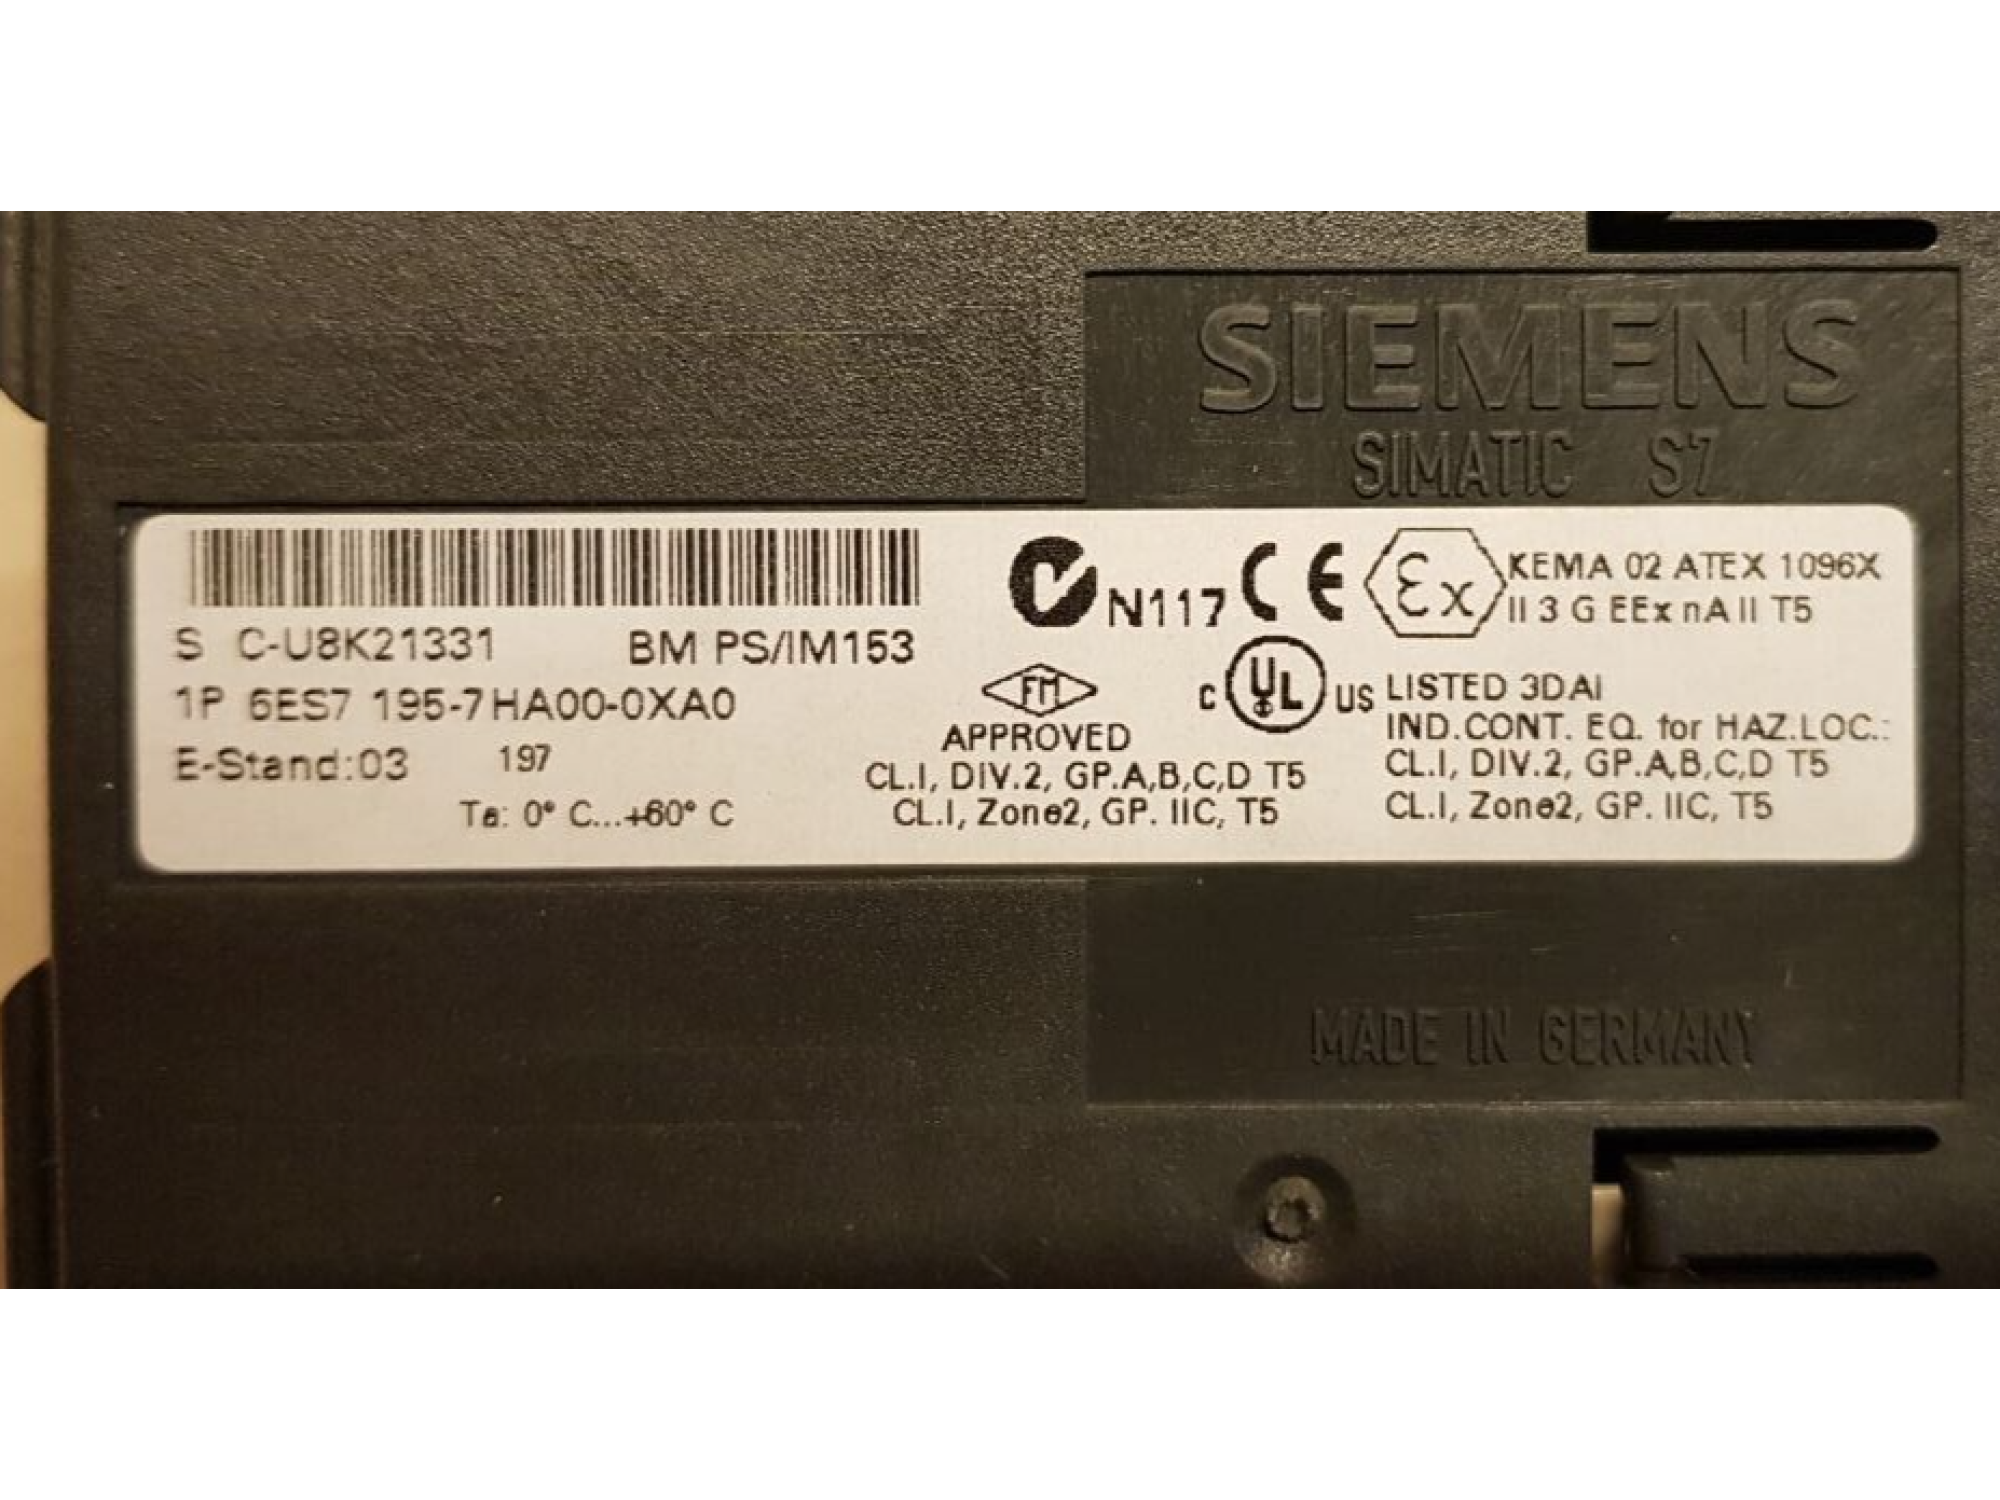 SIEMENS
SIMATIC S7
S C-U8K21331 BM PS/IM153
1P 6ES7 195-7HA00-0XA0
E-Stand:03 197
Ta: 0° C...+60° C
N117 CE Ex KEMA 02 ATEX 1096X
II 3 G EEx nA II T5
FM
APPROVED
CL.I, DIV.2, GP.A,B,C,D T5
CL.I, Zone2, GP. IIC, T5
C UL US LISTED 3DAI
IND.CONT. EQ. for HAZ.LOC.:
CL.I, DIV.2, GP.A,B,C,D T5
CL.I, Zone2, GP. IIC, T5
MADE IN GERMANY